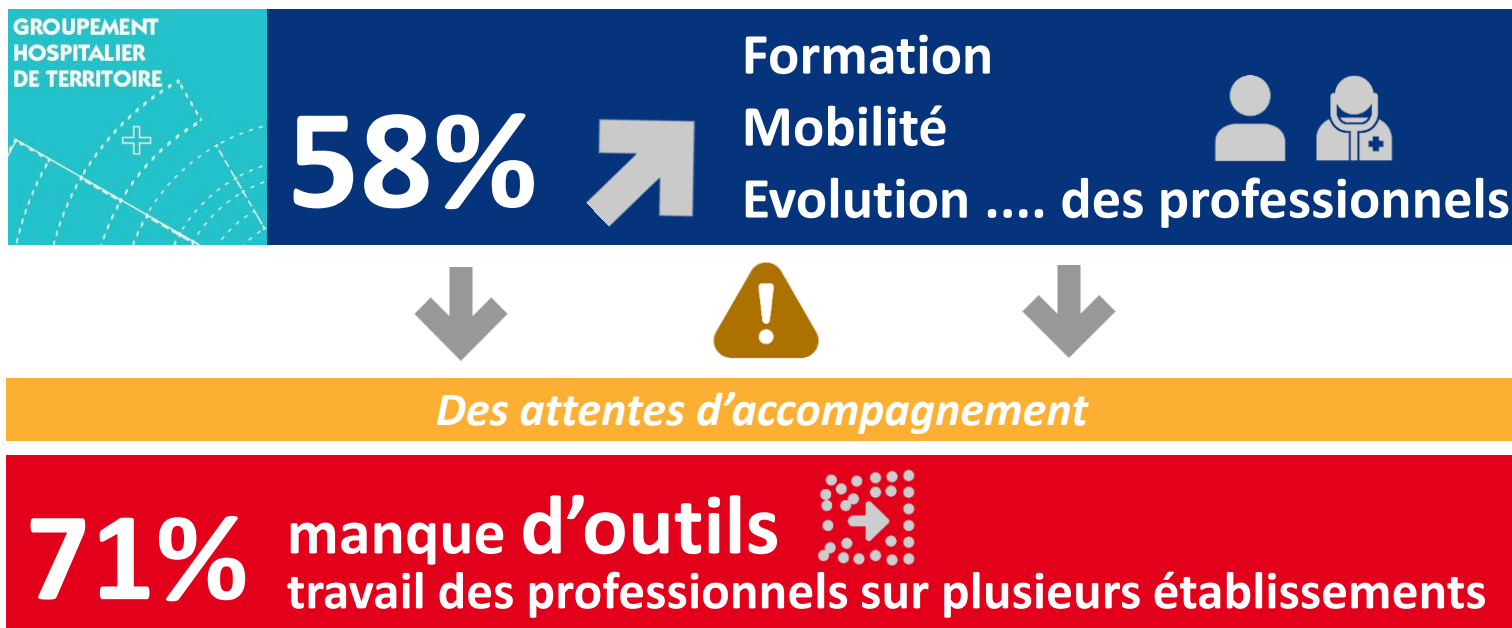 GROUPEMENT
HOSPITALIER
DE TERRITOIRE
58%
Formation
Mobilité
Evolution .... des professionnels
Des attentes d’accompagnement
71%
manque d’outils
travail des professionnels sur plusieurs établissements